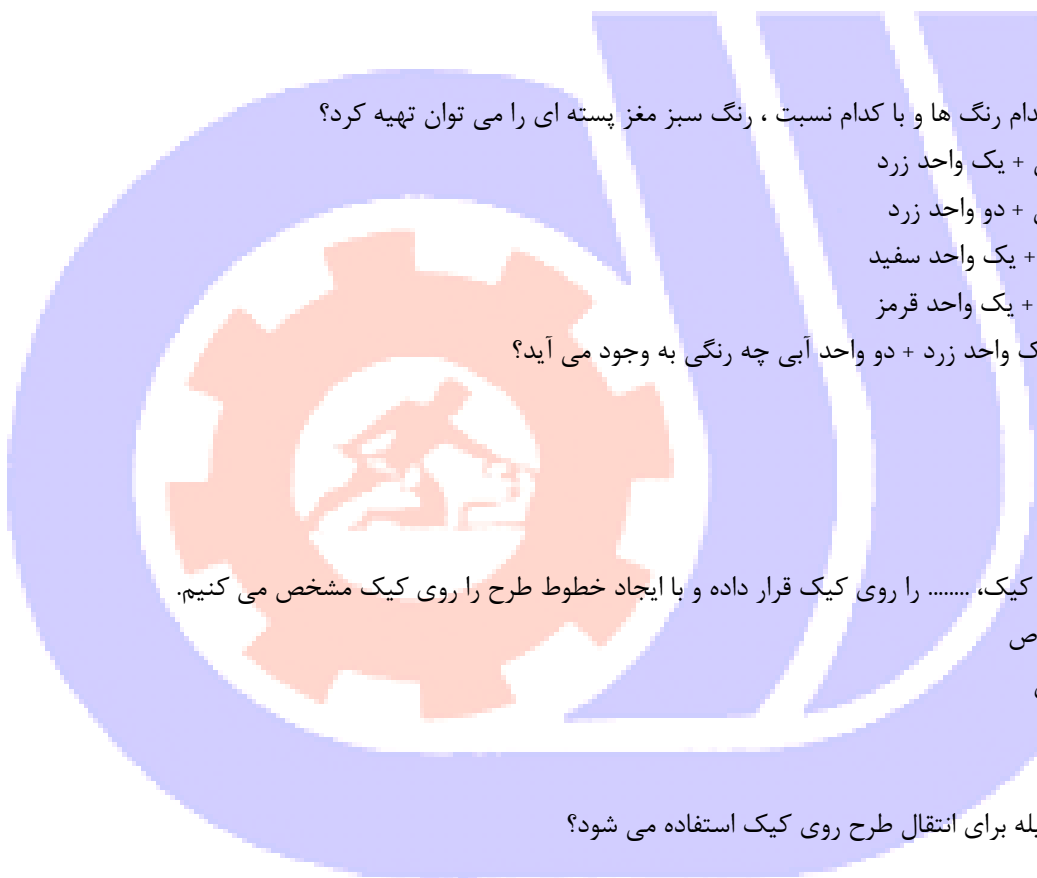 دام رنگ ها و با کدام نسبت ، رنگ سبز مغز پسته ای را می توان تهیه کرد؟
+ یک واحد زرد
+ دو واحد زرد
+ یک واحد سفید
+ یک واحد قرمز
ک واحد زرد + دو واحد آبی چه رنگی به وجود می آید؟
کیک، ........ را روی کیک قرار داده و با ایجاد خطوط طرح را روی کیک مشخص می کنیم.
ص
یله برای انتقال طرح روی کیک استفاده می شود؟